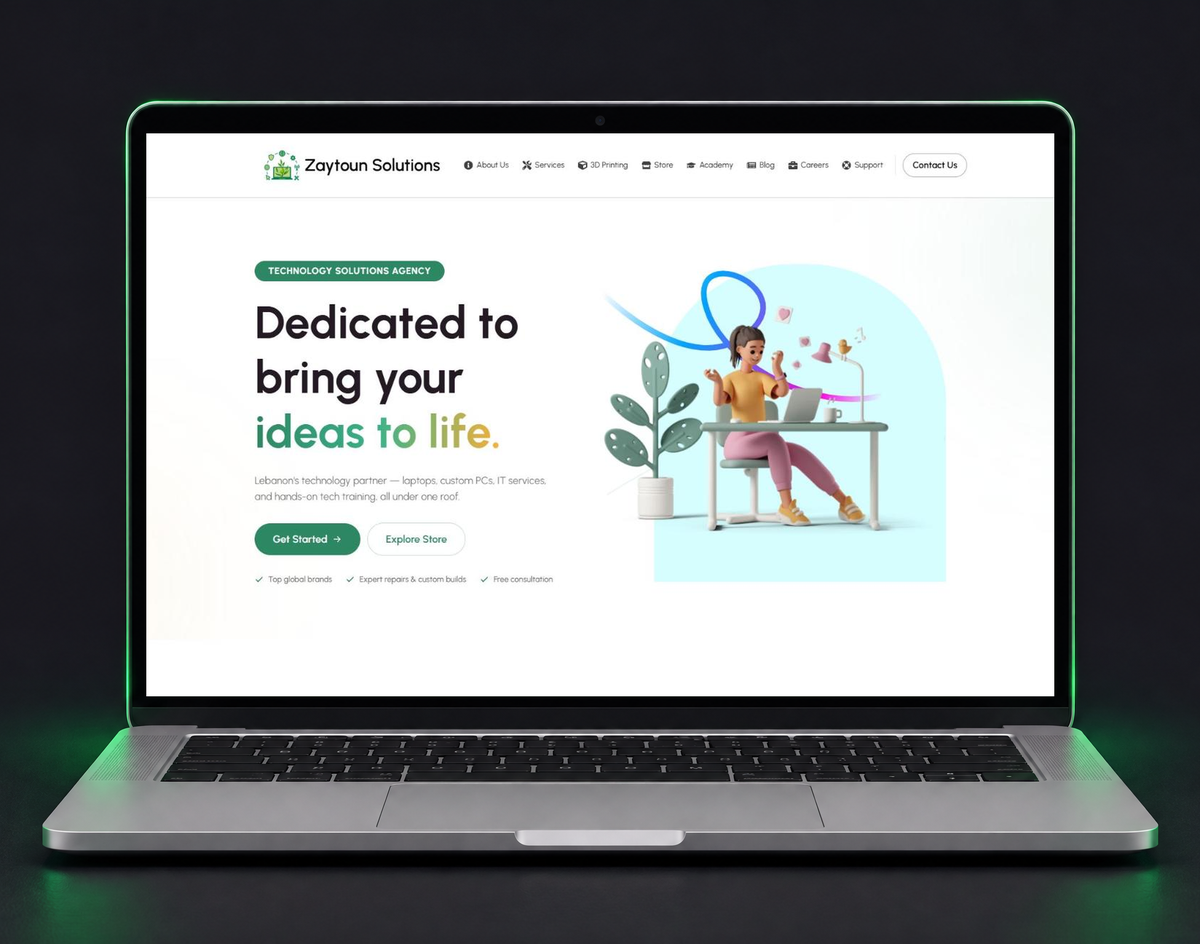 Zaytoun Solutions
About Us
Services
3D Printing
Store
Academy
Blog
Careers
Support
Contact Us
TECHNOLOGY SOLUTIONS AGENCY
Dedicated to
bring your
ideas to life.
Lebanon's technology partner — laptops, custom PCs, IT services,
and hands-on tech training, all under one roof.
Get Started →
Explore Store
Top global brands
Expert repairs & custom builds
Free consultation